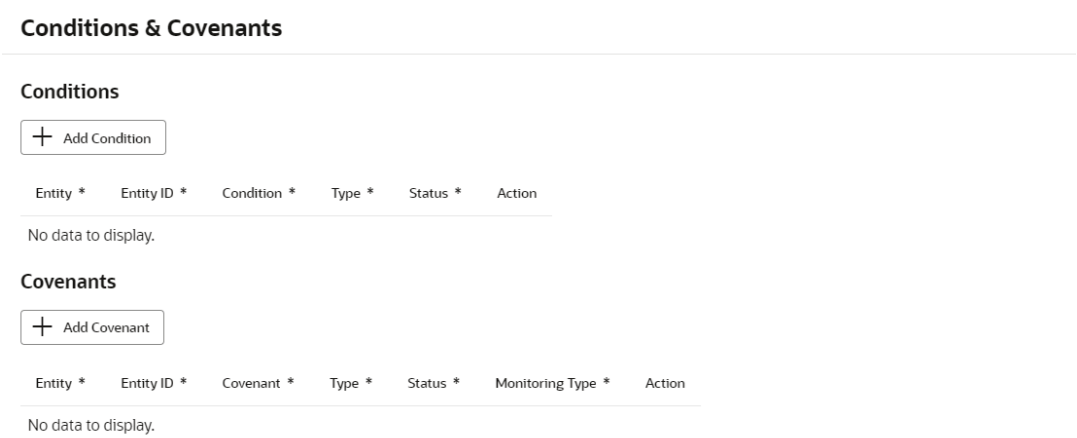 Conditions & Covenants
Conditions
+ Add Condition
Entity * Entity ID * Condition * Type * Status * Action
No data to display.
Covenants
+ Add Covenant
Entity * Entity ID * Covenant * Type * Status * Monitoring Type * Action
No data to display.